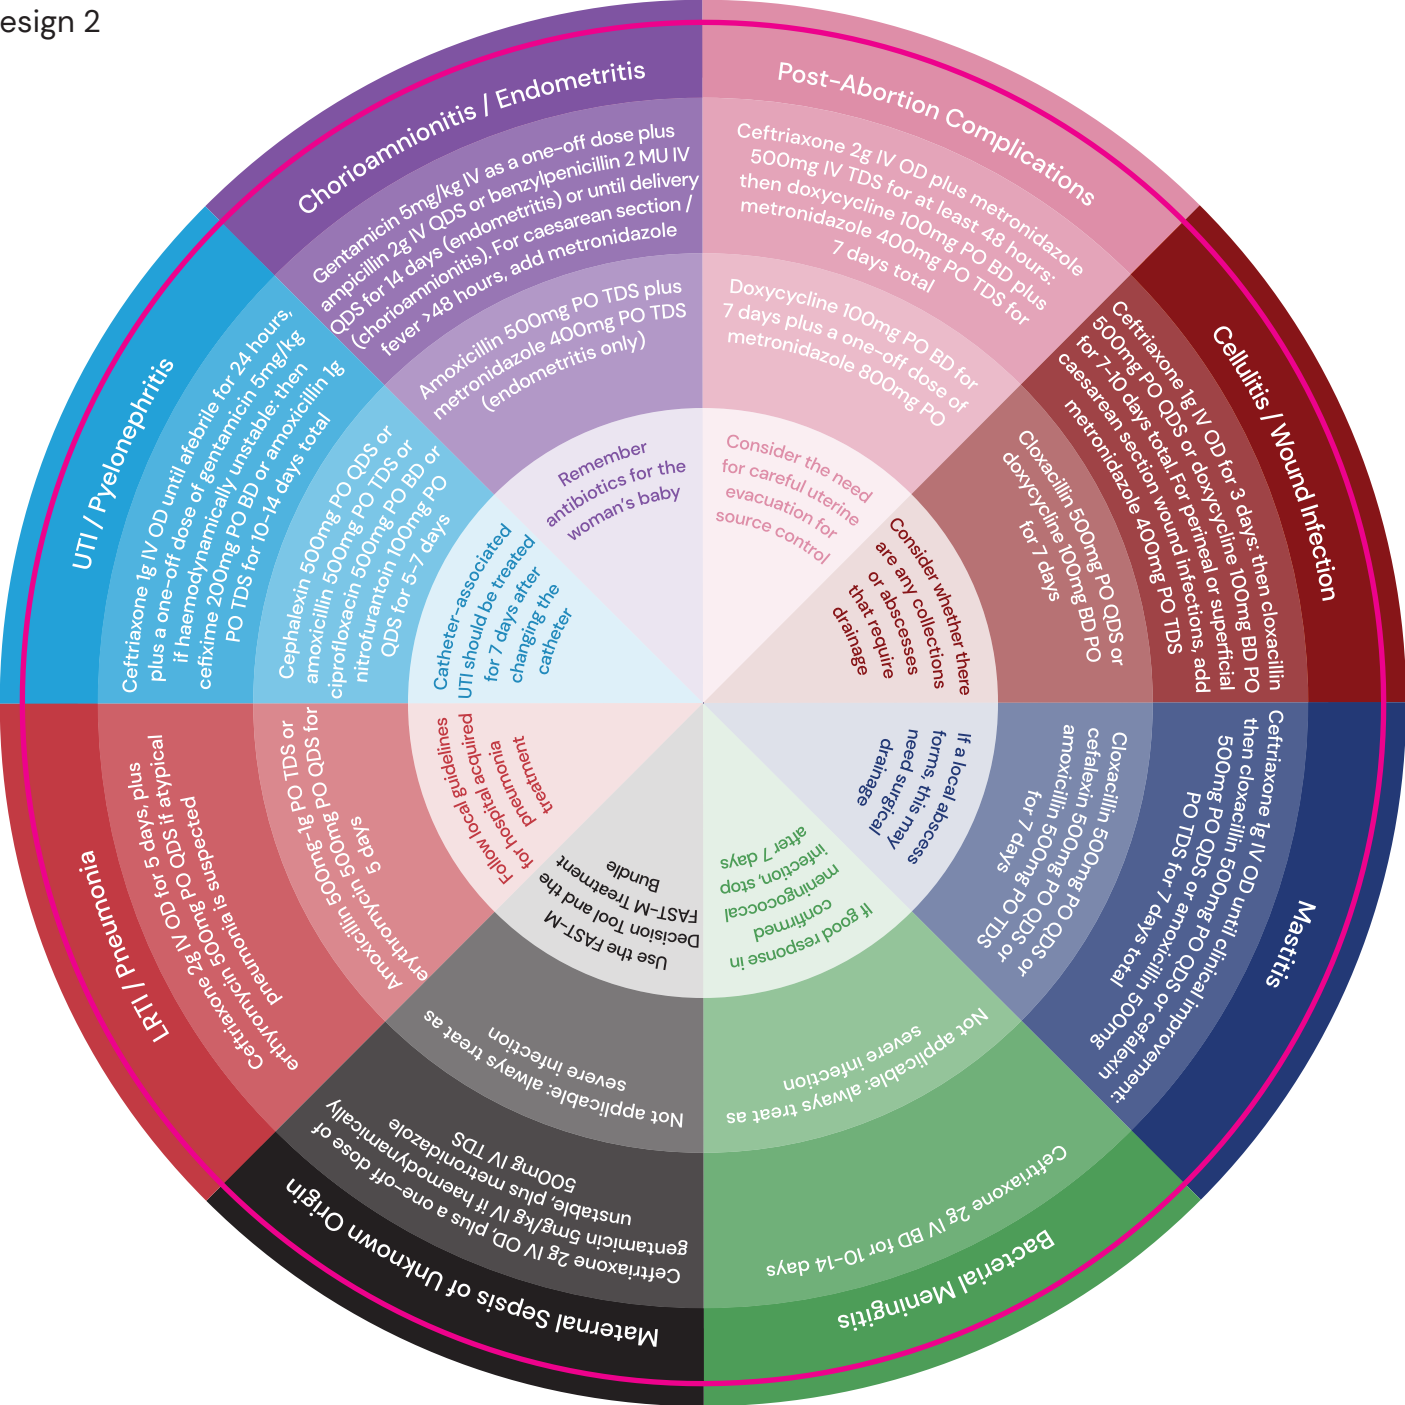 esign 2
Chorioamnionitis / Endometritis
Gentamicin 5mg/kg IV as a one-off dose plus
ampicillin 2g IV QDS or benzylpenicillin 2 MU IV
QDS for 14 days (endometritis) or until delivery
(chorioamnionitis). For caesarean section /
fever >48 hours, add metronidazole
Amoxicillin 500mg PO TDS plus
metronidazole 400mg PO TDS
(endometritis only)
Remember
antibiotics for the
woman's baby
Post-Abortion Complications
Ceftriaxone 2g IV OD plus metronidazole
500mg IV TDS for at least 48 hours:
then doxycycline 100mg PO BD plus
metronidazole 400mg PO TDS for
7 days total
Doxycycline 100mg PO BD for
7 days plus a one-off dose of
metronidazole 800mg PO
Consider the need
for careful uterine
evacuation for
source control
Cellulitis / Wound Infection
Ceftriaxone 1g IV OD for 3 days: then cloxacillin
500mg PO QDS or doxycycline 100mg BD PO
for 7-10 days total. For perineal or superficial
caesarean section wound infections, add
metronidazole 400mg PO TDS
Cloxacillin 500mg PO QDS or
doxycycline 100mg BD PO
for 7 days
Consider whether there
are any collections
or abscesses
that require
drainage
Mastitis
Ceftriaxone 1g IV OD until clinical improvement:
then cloxacillin 500mg PO QDS or cefalexin
500mg PO QDS or amoxicillin 500mg
PO TDS for 7 days total
Cloxacillin 500mg PO QDS or
cefalexin 500mg PO QDS or
amoxicillin 500mg PO TDS
for 7 days
If a local abscess
forms, this may
need surgical
drainage
Bacterial Meningitis
Ceftriaxone 2g IV BD for 10-14 days
Not applicable: always treat as
severe infection
If good response in
confirmed
meningococcal
infection, stop
after 7 days
Maternal Sepsis of Unknown Origin
Ceftriaxone 2g IV OD, plus a one-off dose of
gentamicin 5mg/kg IV if haemodynamically
unstable, plus metronidazole
500mg IV TDS
Not applicable: always treat as
severe infection
Use the FAST-M
Decision Tool and the
FAST-M Treatment
Bundle
LRTI / Pneumonia
Ceftriaxone 2g IV OD for 5 days, plus
erthyromycin 500mg PO QDS if atypical
pneumonia is suspected
Amoxicillin 500mg-1g PO TDS or
erythromycin 500mg PO QDS for
5 days
Follow local guidelines
for hospital acquired
pneumonia
treatment
UTI / Pyelonephritis
Ceftriaxone 1g IV OD until afebrile for 24 hours,
plus a one-off dose of gentamicin 5mg/kg
if haemodynamically unstable: then
cefixime 200mg PO BD or amoxicillin 1g
PO TDS for 10-14 days total
Cephalexin 500mg PO QDS or
amoxicillin 500mg PO TDS or
ciprofloxacin 500mg PO BD or
nitrofurantoin 100mg PO
QDS for 5-7 days
Catheter-associated
UTI should be treated
for 7 days after
changing the
catheter